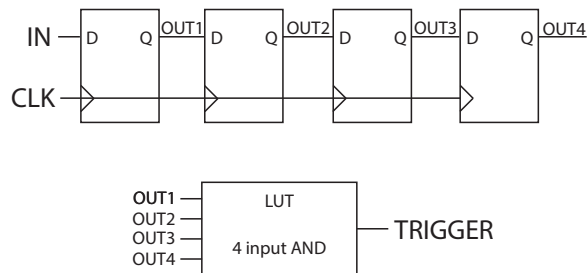 OUT1 OUT2 OUT3 OUT4
IN D Q D Q D Q D Q
CLK
OUT1 LUT
OUT2
TRIGGER
OUT3 4 input AND
OUT4